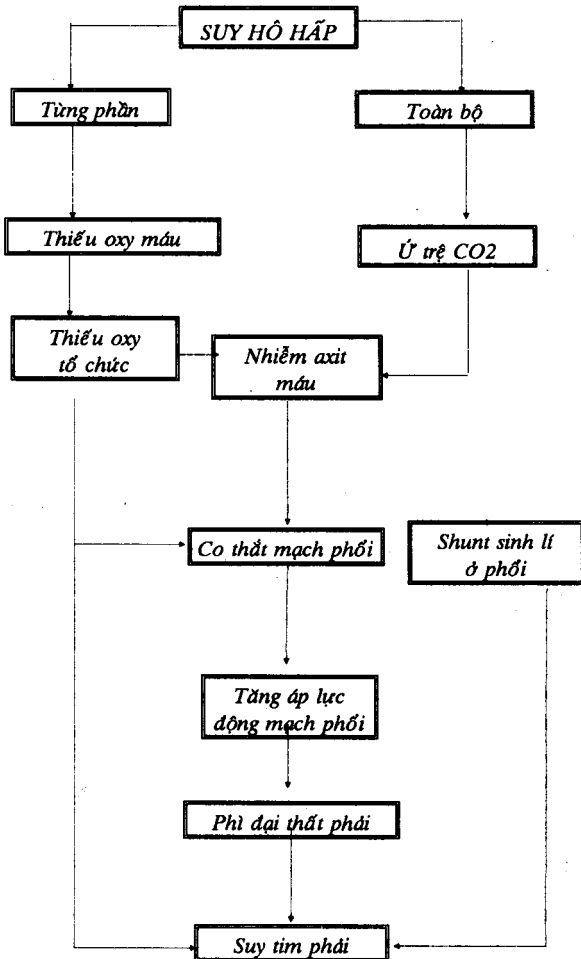 SUY HÔ HẤP
Từng phần
Toàn bộ
Thiếu oxy máu
Ứ trệ CO2
Thiếu oxy
tổ chức
Nhiễm axit
máu
Co thắt mạch phổi
Shunt sinh lí
ở phổi
Tăng áp lực
động mạch phổi
Phì đại thất phải
Suy tim phải